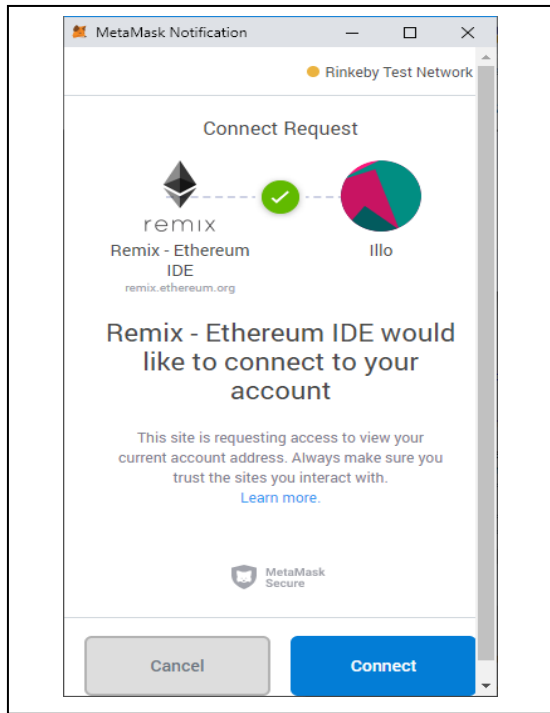 MetaMask Notification
Rinkeby Test Network
Connect Request
remix
Remix - Ethereum
IDE
remix.ethereum.org
Illo
Remix - Ethereum IDE would
like to connect to your
account
This site is requesting access to view your
current account address. Always make sure you
trust the sites you interact with.
Learn more.
MetaMask
Secure
Cancel
Connect